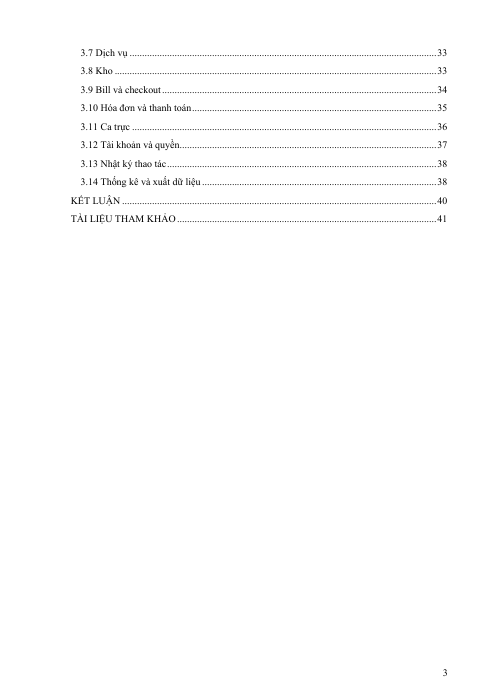 3.7 Dịch vụ ........................................................................................................................33
3.8 Kho ..............................................................................................................................33
3.9 Bill và checkout ...........................................................................................................34
3.10 Hóa đơn và thanh toán ................................................................................................35
3.11 Ca trực .......................................................................................................................36
3.12 Tài khoản và quyền.....................................................................................................37
3.13 Nhật ký thao tác ..........................................................................................................38
3.14 Thống kê và xuất dữ liệu ............................................................................................38
KẾT LUẬN .......................................................................................................................40
TÀI LIỆU THAM KHẢO ..................................................................................................41
3